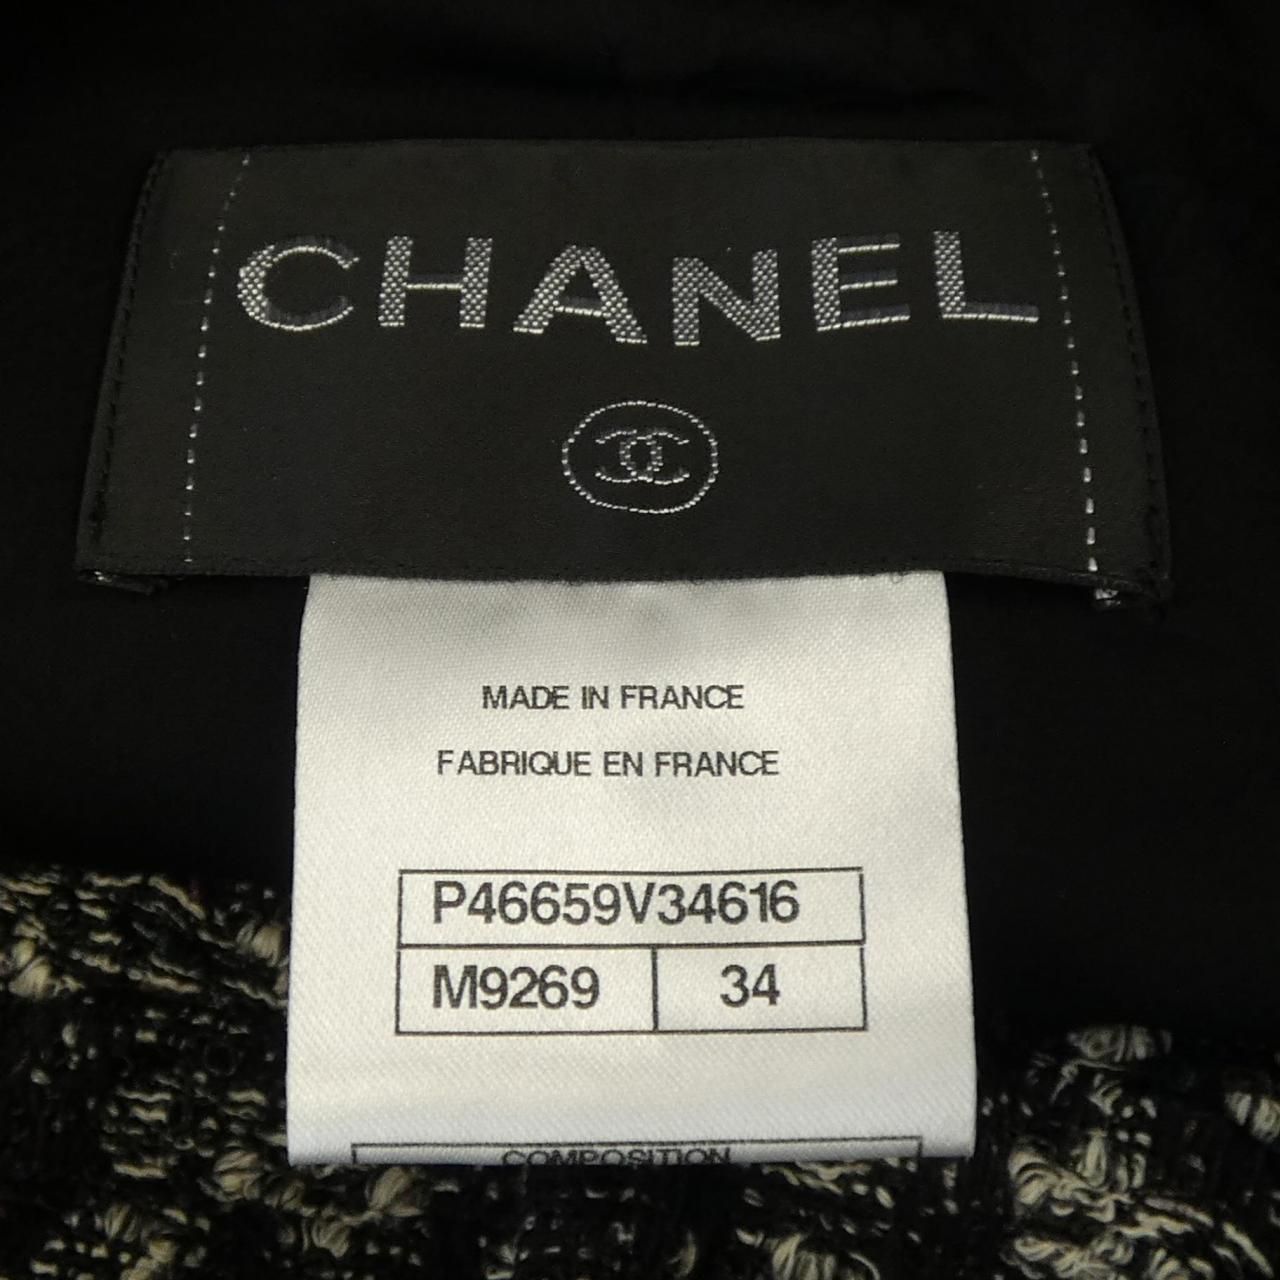 CHANEL
MADE IN FRANCE
FABRIQUE EN FRANCE
P46659V34616
M9269 34
COMPOSITION